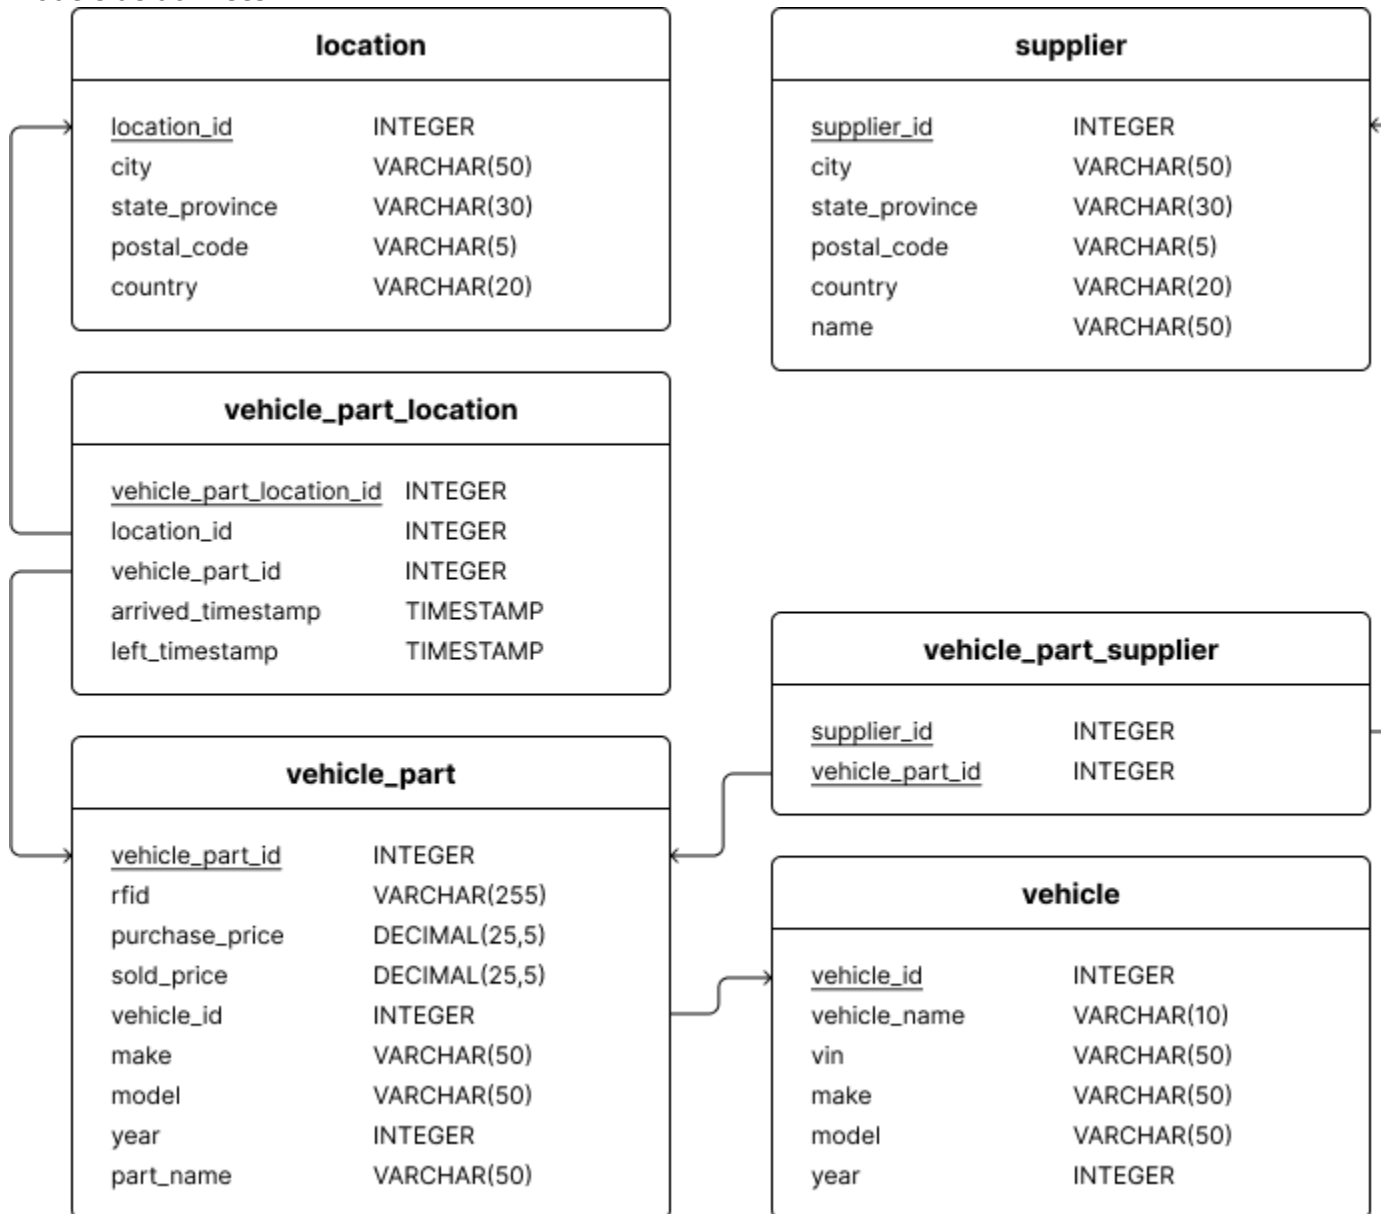 location
location_id INTEGER
city VARCHAR(50)
state_province VARCHAR(30)
postal_code VARCHAR(5)
country VARCHAR(20)
supplier
supplier_id INTEGER
city VARCHAR(50)
state_province VARCHAR(30)
postal_code VARCHAR(5)
country VARCHAR(20)
name VARCHAR(50)
vehicle_part_location
vehicle_part_location_id INTEGER
location_id INTEGER
vehicle_part_id INTEGER
arrived_timestamp TIMESTAMP
left_timestamp TIMESTAMP
vehicle_part_supplier
supplier_id INTEGER
vehicle_part_id INTEGER
vehicle_part
vehicle_part_id INTEGER
rfid VARCHAR(255)
purchase_price DECIMAL(25,5)
sold_price DECIMAL(25,5)
vehicle_id INTEGER
make VARCHAR(50)
model VARCHAR(50)
year INTEGER
part_name VARCHAR(50)
vehicle
vehicle_id INTEGER
vehicle_name VARCHAR(10)
vin VARCHAR(50)
make VARCHAR(50)
model VARCHAR(50)
year INTEGER